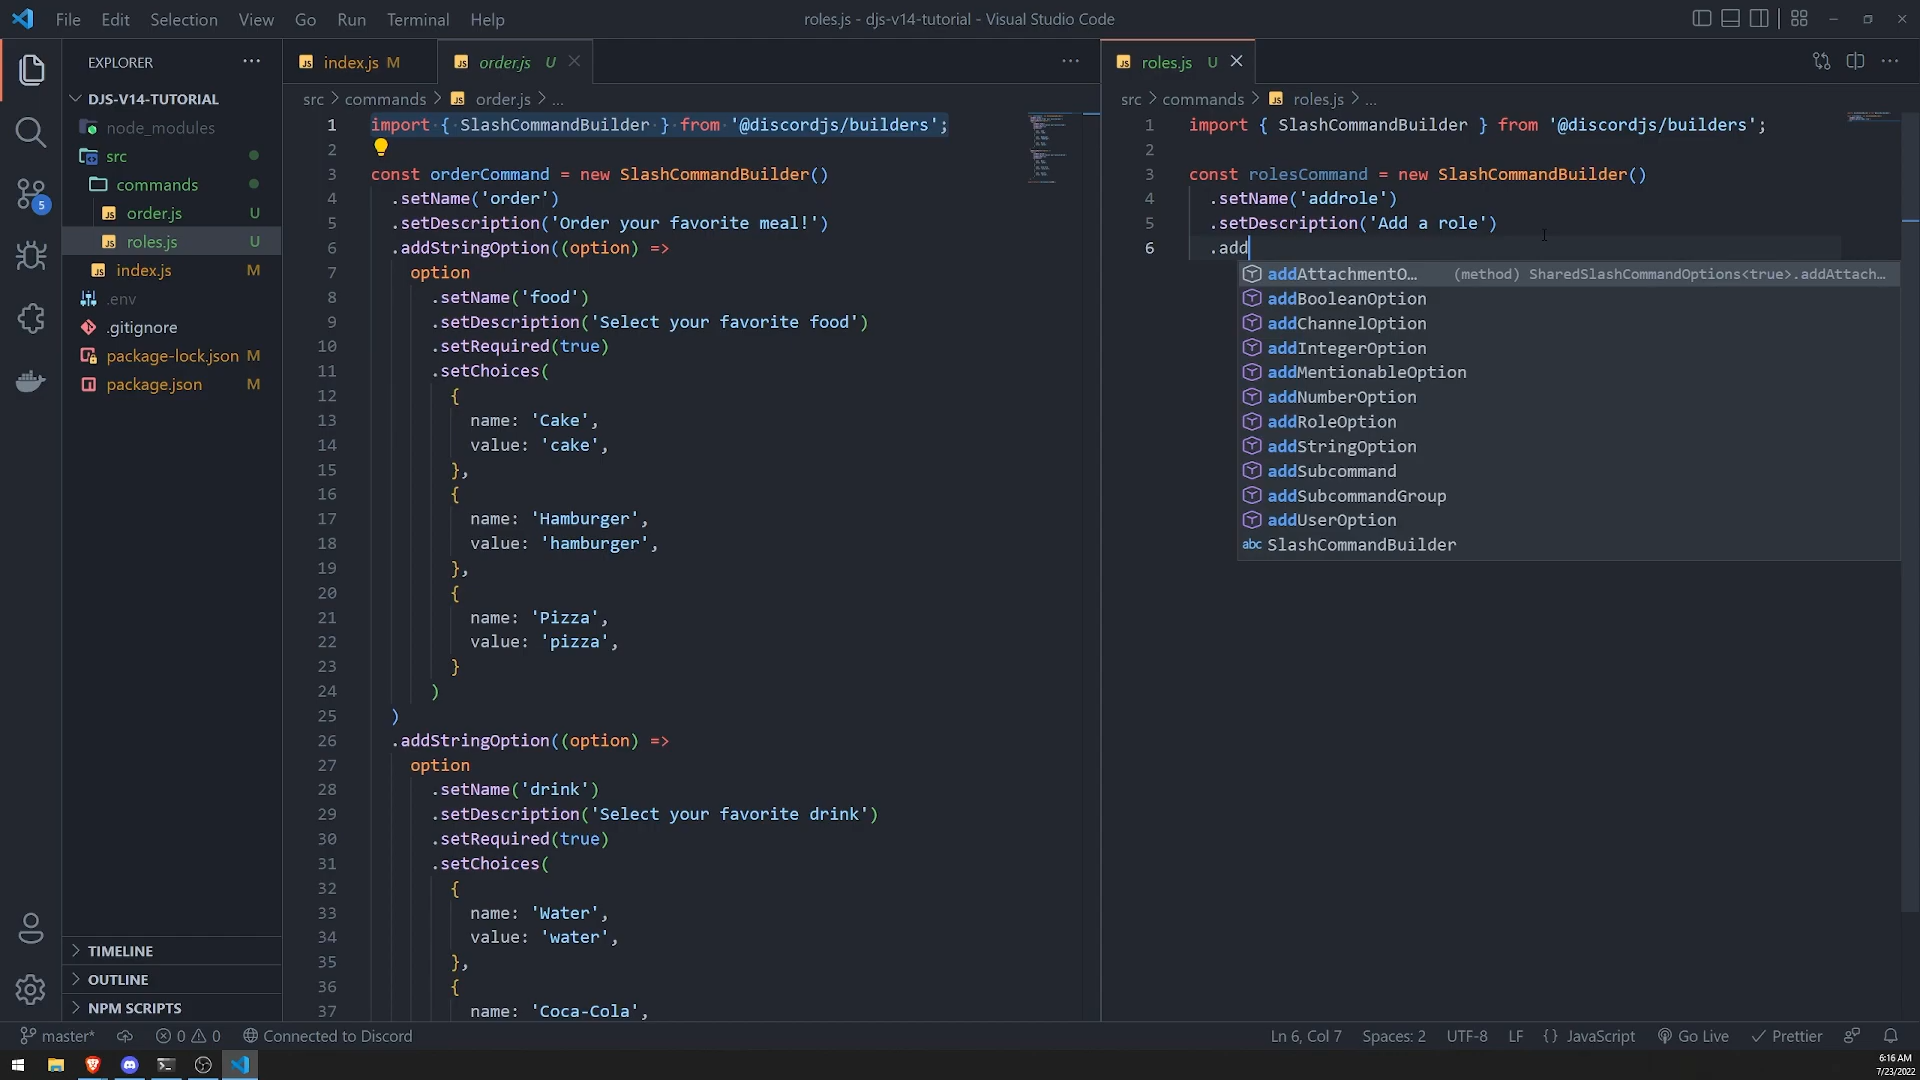 File Edit Selection View Go Run Terminal Help
roles.js - djs-v14-tutorial - Visual Studio Code
EXPLORER
DJS-V14-TUTORIAL
node_modules
src
commands
order.js U
roles.js U
index.js M
.env
.gitignore
package-lock.json M
package.json M
TIMELINE
OUTLINE
NPM SCRIPTS
5
JS index.js M
JS order.js U
src > commands > JS order.js > ...
1 import { SlashCommandBuilder } from '@discordjs/builders';
2
3 const orderCommand = new SlashCommandBuilder()
4 .setName('order')
5 .setDescription('Order your favorite meal!')
6 .addStringOption((option) =>
7 option
8 .setName('food')
9 .setDescription('Select your favorite food')
10 .setRequired(true)
11 .setChoices(
12 {
13 name: 'Cake',
14 value: 'cake',
15 },
16 {
17 name: 'Hamburger',
18 value: 'hamburger',
19 },
20 {
21 name: 'Pizza',
22 value: 'pizza',
23 }
24 )
25 )
26 .addStringOption((option) =>
27 option
28 .setName('drink')
29 .setDescription('Select your favorite drink')
30 .setRequired(true)
31 .setChoices(
32 {
33 name: 'Water',
34 value: 'water',
35 },
36 {
37 name: 'Coca-Cola',
JS roles.js U
src > commands > JS roles.js > ...
1 import { SlashCommandBuilder } from '@discordjs/builders';
2
3 const rolesCommand = new SlashCommandBuilder()
4 .setName('addrole')
5 .setDescription('Add a role')
6 .add
addAttachmentO... (method) SharedSlashCommandOptions<true>.addAttach...
addBooleanOption
addChannelOption
addIntegerOption
addMentionableOption
addNumberOption
addRoleOption
addStringOption
addSubcommand
addSubcommandGroup
addUserOption
abc SlashCommandBuilder
master* 0 0 Connected to Discord
Ln 6, Col 7 Spaces: 2 UTF-8 LF {} JavaScript Go Live Prettier
6:16 AM
7/23/2022